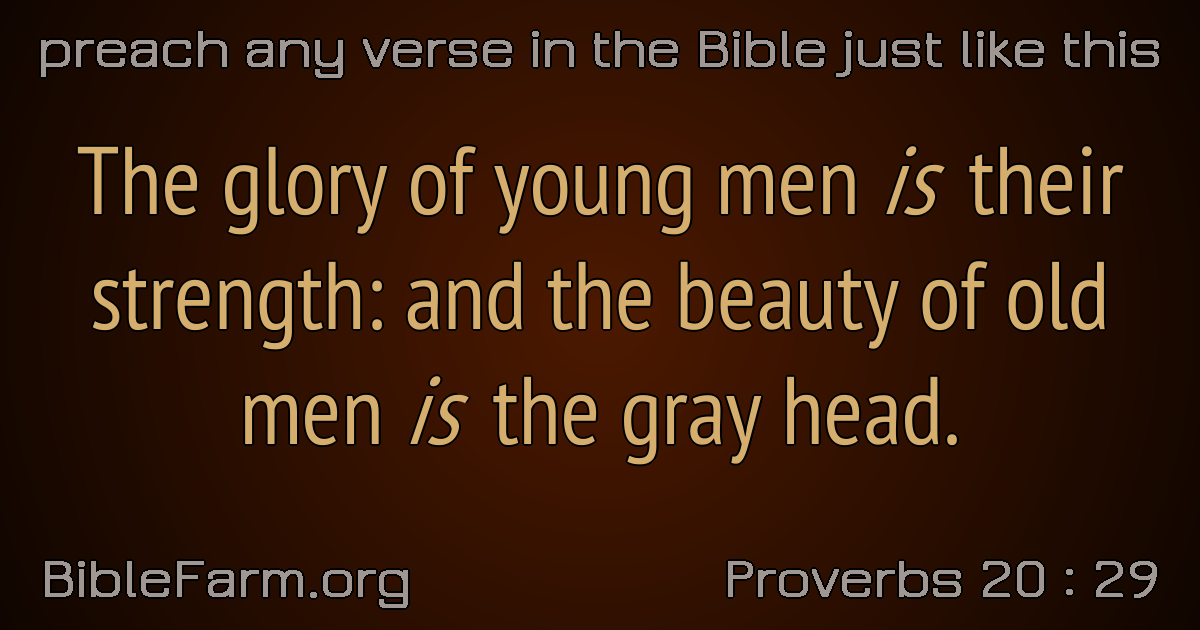 preach any verse in the Bible just like this
The glory of young men is their
strength: and the beauty of old
men is the gray head.
BibleFarm.org
Proverbs 20 : 29